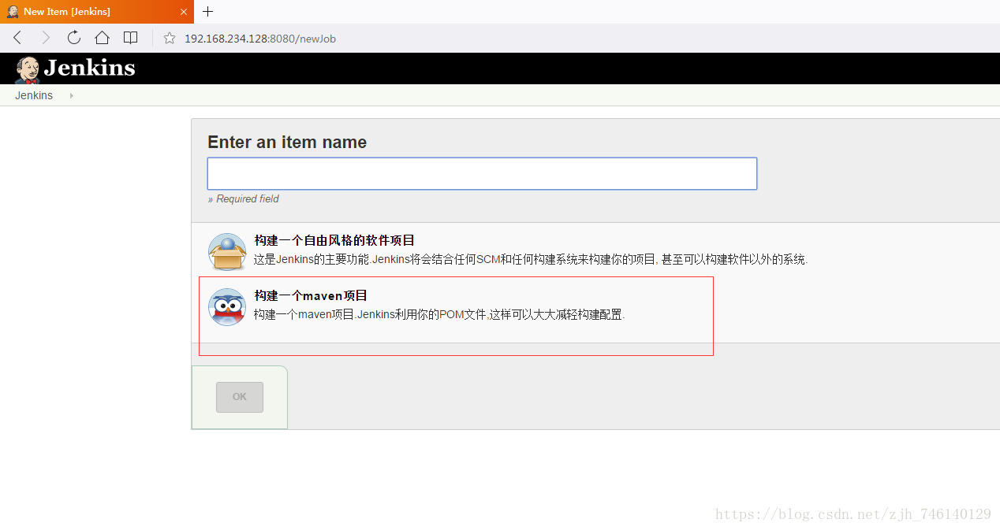 New Item [Jenkins]
192.168.234.128:8080/newJob
Jenkins
Jenkins
Enter an item name
» Required field
构建一个自由风格的软件项目
这是Jenkins的主要功能.Jenkins将会结合任何SCM和任何构建系统来构建你的项目, 甚至可以构建软件以外的系统.
构建一个maven项目
构建一个maven项目.Jenkins利用你的POM文件,这样可以大大减轻构建配置.
OK
https://blog.csdn.net/zjh_746140129